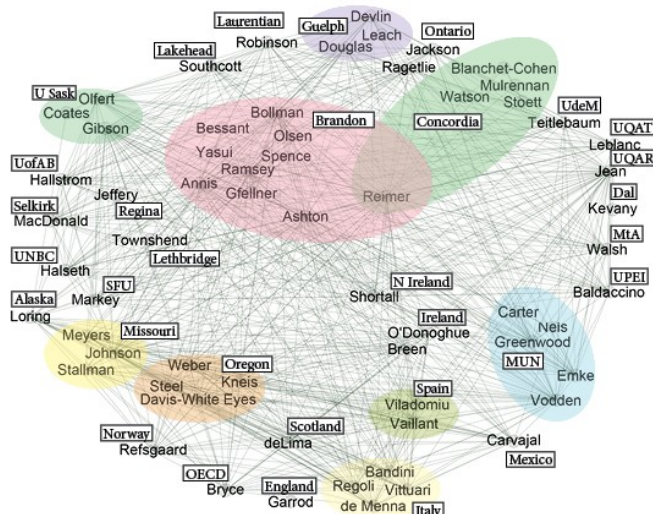 Laurentian
Robinson
Guelph
Devlin
Leach
Douglas
Ontario
Jackson
Ragetlie
Lakehead
Southcott
Blanchet-Cohen
Mulrennan
Watson
Stoett
Concordia
UdeM
Teitlebaum
U Sask
Olfert
Coates
Gibson
Bollman
Brandon
Bessant
Olsen
Yasui
Spence
Ramsey
Annis
Gfellner
Ashton
Reimer
UQAT
Leblanc
UQAR
Jean
UofAB
Hallstrom
Jeffery
Regina
Dal
Kevany
Selkirk
MacDonald
Townshend
Lethbridge
MtA
Walsh
UNBC
Halseth
SFU
Markey
N Ireland
Shortall
UPEI
Baldaccino
Alaska
Loring
Ireland
O'Donoghue
Breen
Carter
Neis
Greenwood
MUN
Emke
Vodden
Meyers
Missouri
Johnson
Stallman
Weber
Oregon
Steel
Kneis
Davis-White Eyes
Spain
Viladomiu
Vaillant
Norway
Refsgaard
Scotland
deLima
Carvajal
Mexico
OECD
Bryce
England
Garrod
Bandini
Regoli
Vittuari
de Menna
Italy